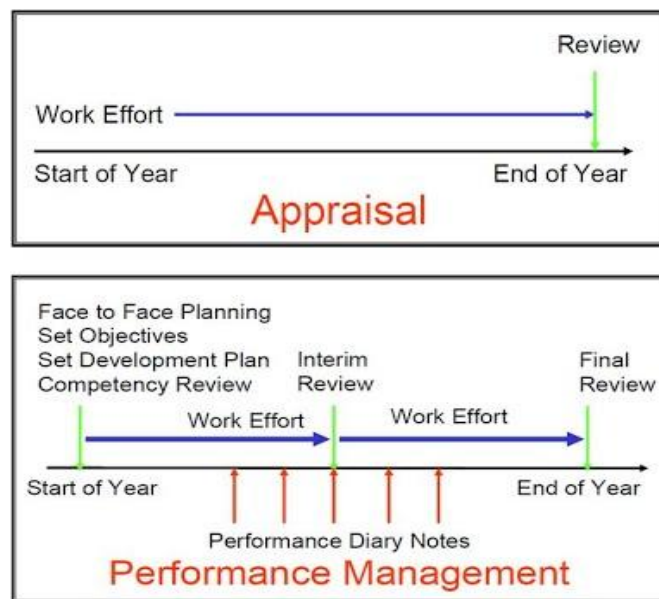 Review
Work Effort
Start of Year
End of Year
Appraisal
Face to Face Planning
Set Objectives
Set Development Plan
Competency Review
Interim
Review
Final
Review
Work Effort
Work Effort
Start of Year
End of Year
Performance Diary Notes
Performance Management